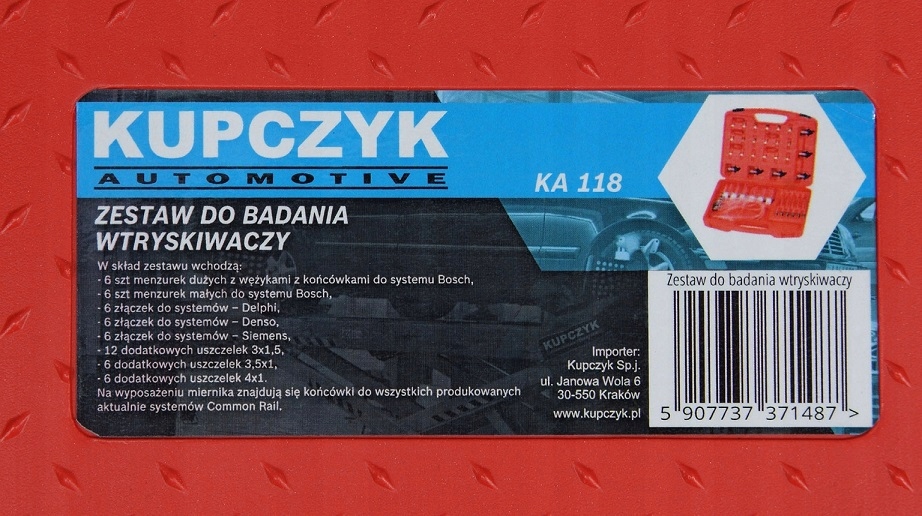 KUPCZYK
AUTOMOTIVE
KA 118
ZESTAW DO BADANIA
WTRYSKIWACZY
W skład zestawu wchodzą:
- 6 szt menzurek dużych z wężykami z końcówkami do systemu Bosch,
- 6 szt menzurek małych do systemu Bosch,
- 6 złączek do systemów – Delphi,
- 6 złączek do systemów – Denso,
- 6 złączek do systemów – Siemens,
- 12 dodatkowych uszczelek 3x1,5,
- 6 dodatkowych uszczelek 3,5x1,
- 6 dodatkowych uszczelek 4x1.
Na wyposażeniu miernika znajdują się końcówki do wszystkich produkowanych
aktualnie systemów Common Rail.
KUPCZYK
Importer:
Kupczyk Sp.j.
ul. Janowa Wola 6
30-550 Kraków
www.kupczyk.pl
Zestaw do badania wtryskiwaczy
5 907737 371487 >